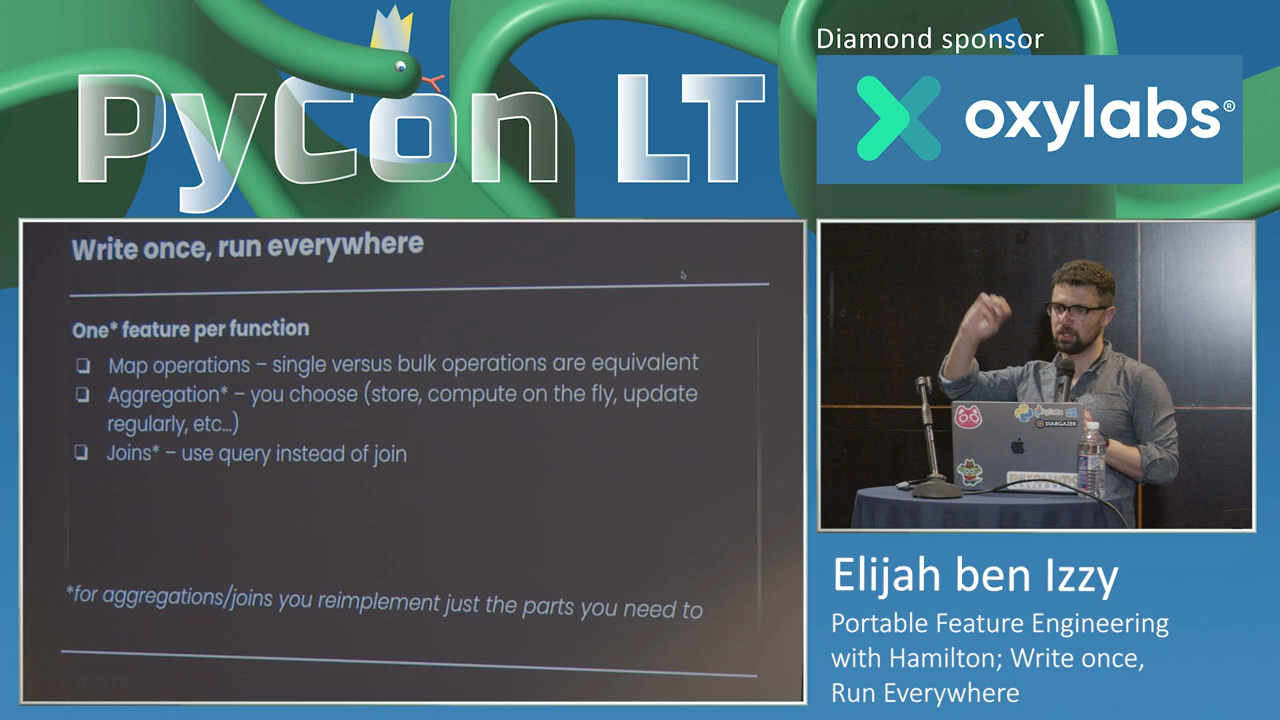 PyCon LT
Diamond sponsor
oxylabs®
Write once, run everywhere
One* feature per function
❑ Map operations – single versus bulk operations are equivalent
❑ Aggregation* – you choose (store, compute on the fly, update
regularly, etc…)
❑ Joins* – use query instead of join
*for aggregations/joins you reimplement just the parts you need to
STARGAZER
Elijah ben Izzy
Portable Feature Engineering
with Hamilton; Write once,
Run Everywhere